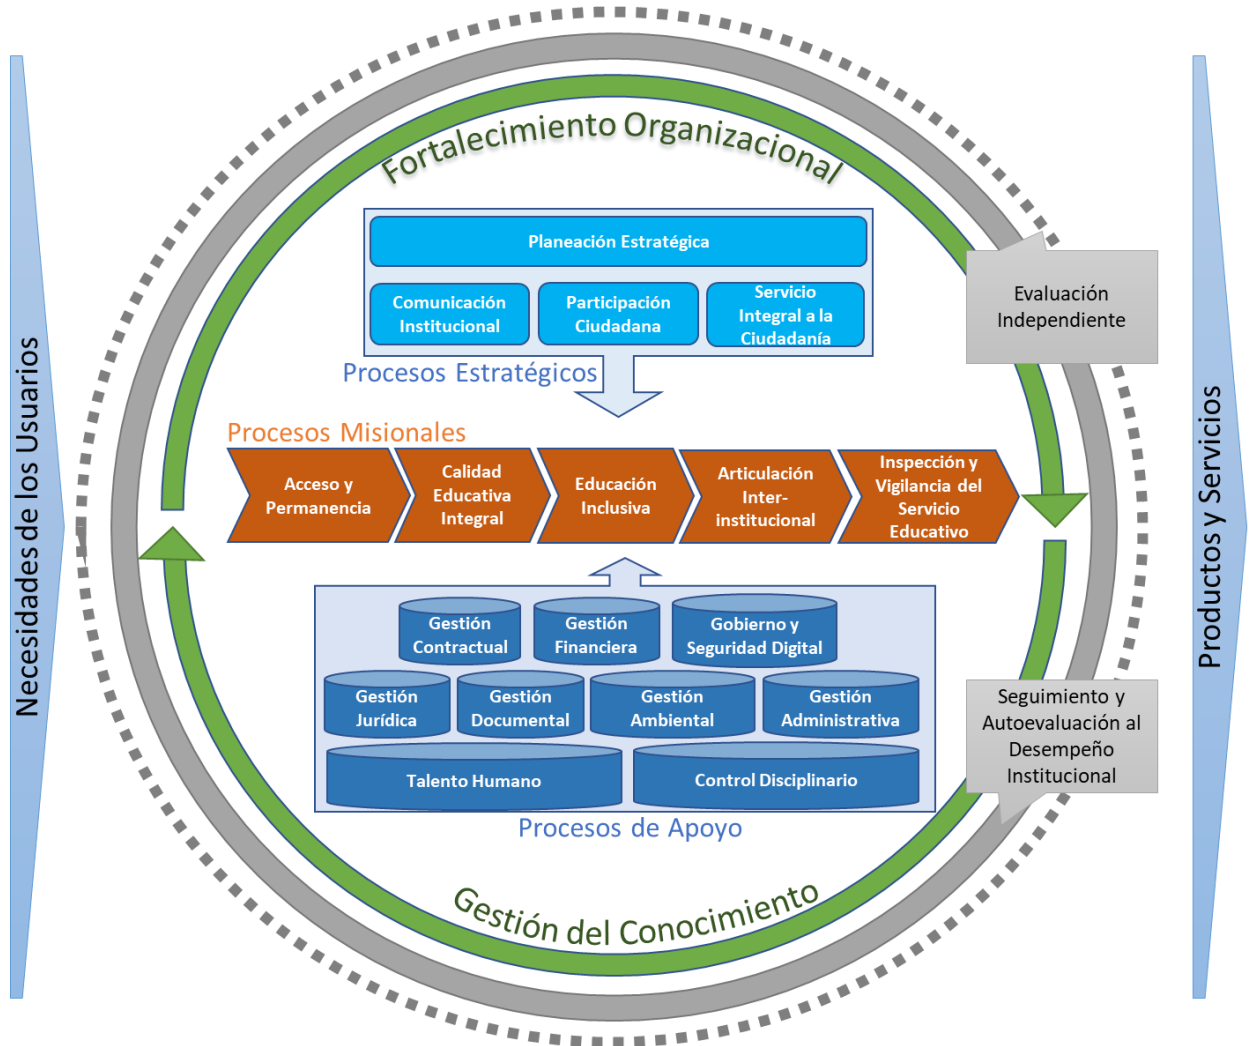 Necesidades de los Usuarios
Fortalecimiento Organizacional
Planeación Estratégica
Comunicación
Institucional
Participación
Ciudadana
Servicio
Integral a la
Ciudadanía
Procesos Estratégicos
Evaluación
Independiente
Procesos Misionales
Acceso y
Permanencia
Calidad
Educativa
Integral
Educación
Inclusiva
Articulación
Inter-
institucional
Inspección y
Vigilancia del
Servicio
Educativo
Gestión
Contractual
Gestión
Financiera
Gobierno y
Seguridad Digital
Gestión
Jurídica
Gestión
Documental
Gestión
Ambiental
Gestión
Administrativa
Talento Humano
Control Disciplinario
Procesos de Apoyo
Seguimiento y
Autoevaluación al
Desempeño
Institucional
Gestión del Conocimiento
Productos y Servicios